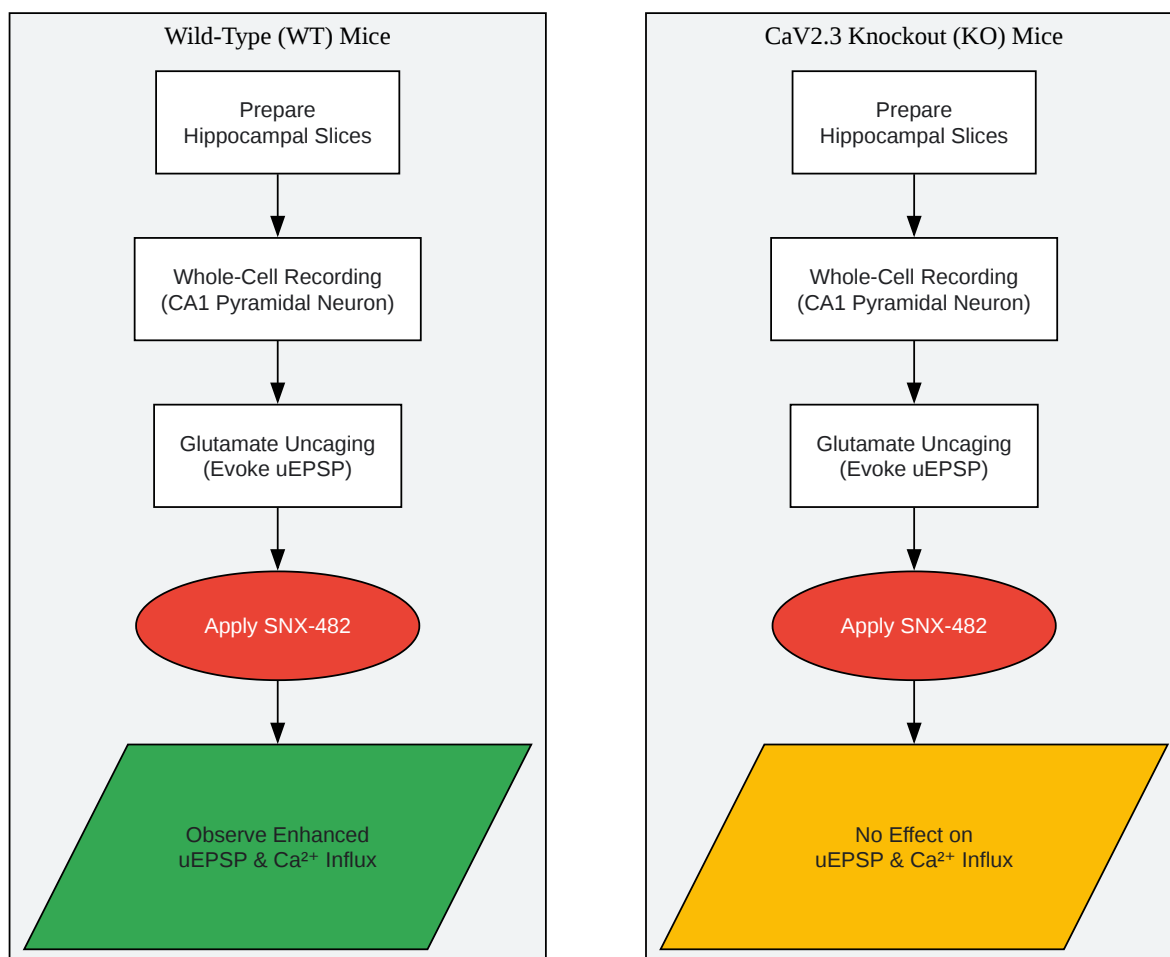 Wild-Type (WT) Mice
Prepare
Hippocampal Slices
Whole-Cell Recording
(CA1 Pyramidal Neuron)
Glutamate Uncaging
(Evoke uEPSP)
Apply SNX-482
Observe Enhanced
uEPSP & Ca²⁺ Influx
CaV2.3 Knockout (KO) Mice
Prepare
Hippocampal Slices
Whole-Cell Recording
(CA1 Pyramidal Neuron)
Glutamate Uncaging
(Evoke uEPSP)
Apply SNX-482
No Effect on
uEPSP & Ca²⁺ Influx